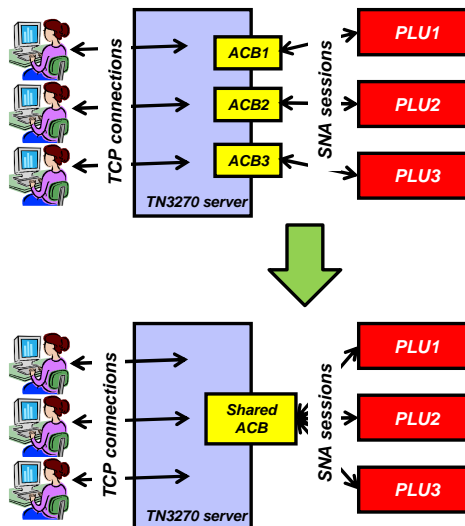 TCP connections
ACB1
ACB2
ACB3
TN3270 server
SNA sessions
PLU1
PLU2
PLU3
TCP connections
Shared
ACB
TN3270 server
SNA sessions
PLU1
PLU2
PLU3